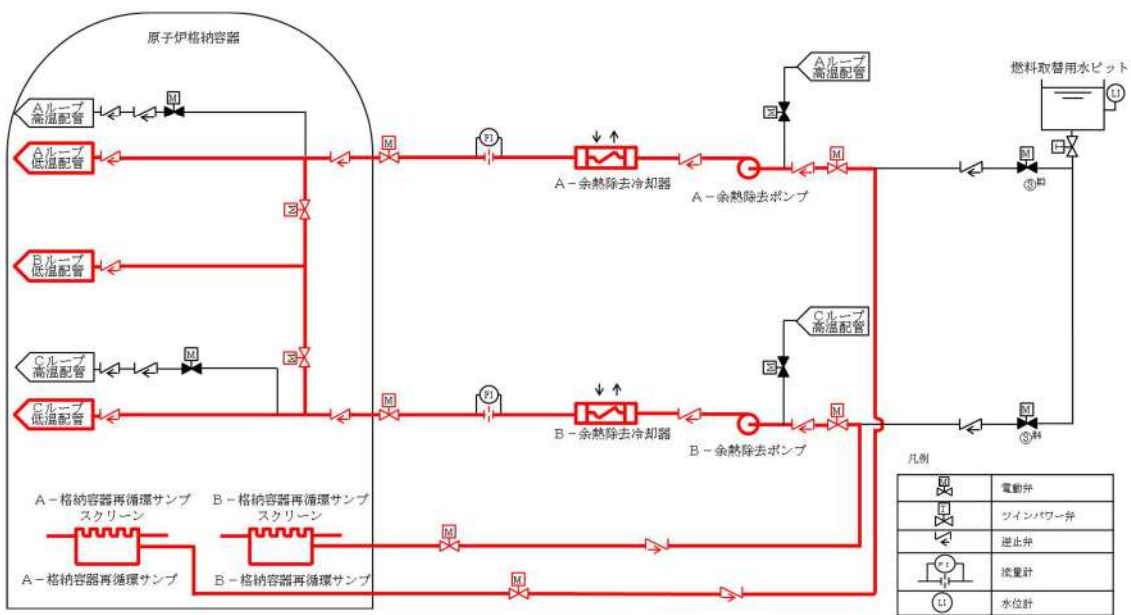 原子炉格納容器
Aループ
高温配管
燃料取替用水ピット
LI
Aループ
高温配管
M
M
T
Aループ
低温配管
M
FI
M
M
A-余熱除去冷却器
A-余熱除去ポンプ
M
Bループ
低温配管
Cループ
高温配管
Cループ
高温配管
M
M
M
Cループ
低温配管
M
FI
M
M
B-余熱除去冷却器
B-余熱除去ポンプ
凡例
M
電動弁
T
ツインパワー弁
逆止弁
FI
流量計
LI
水位計
A-格納容器再循環サンプ
スクリーン
B-格納容器再循環サンプ
スクリーン
M
A-格納容器再循環サンプ
B-格納容器再循環サンプ
M